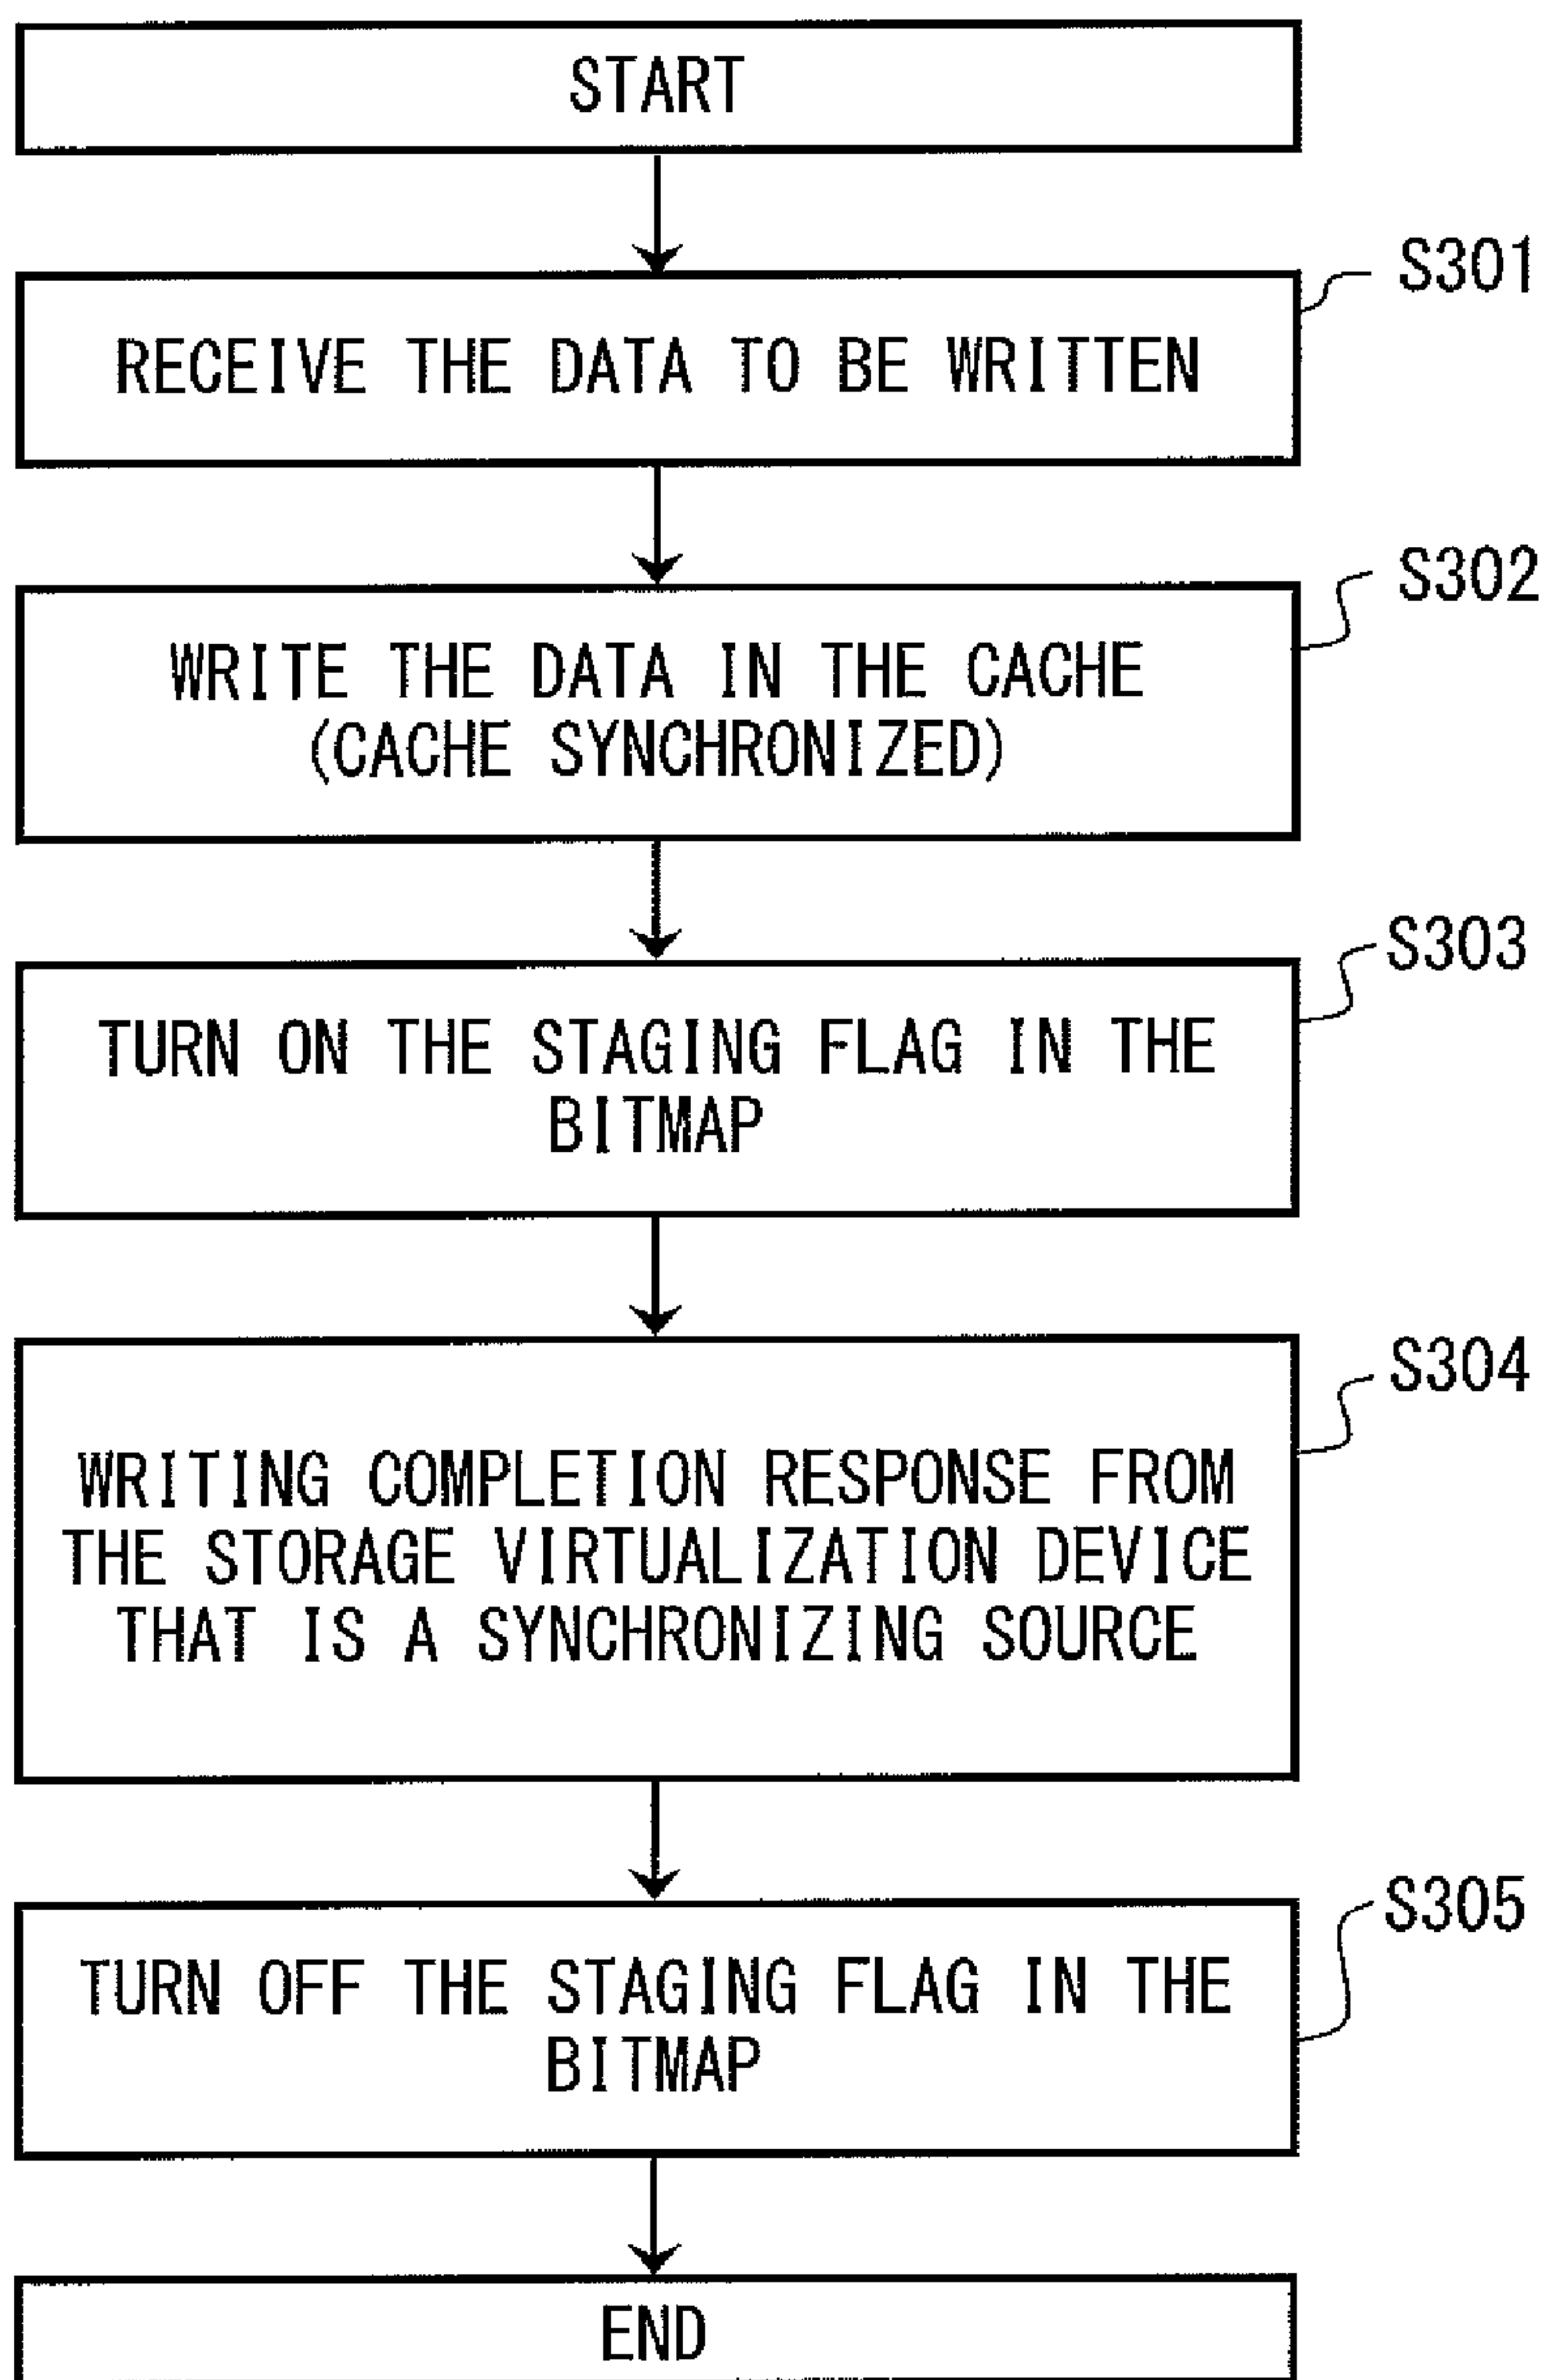 START
S301
RECEIVE THE DATA TO BE WRITTEN
S302
WRITE THE DATA IN THE CACHE
(CACHE SYNCHRONIZED)
S303
TURN ON THE STAGING FLAG IN THE
BITMAP
S304
WRITING COMPLETION RESPONSE FROM
THE STORAGE VIRTUALIZATION DEVICE
THAT IS A SYNCHRONIZING SOURCE
S305
TURN OFF THE STAGING FLAG IN THE
BITMAP
END